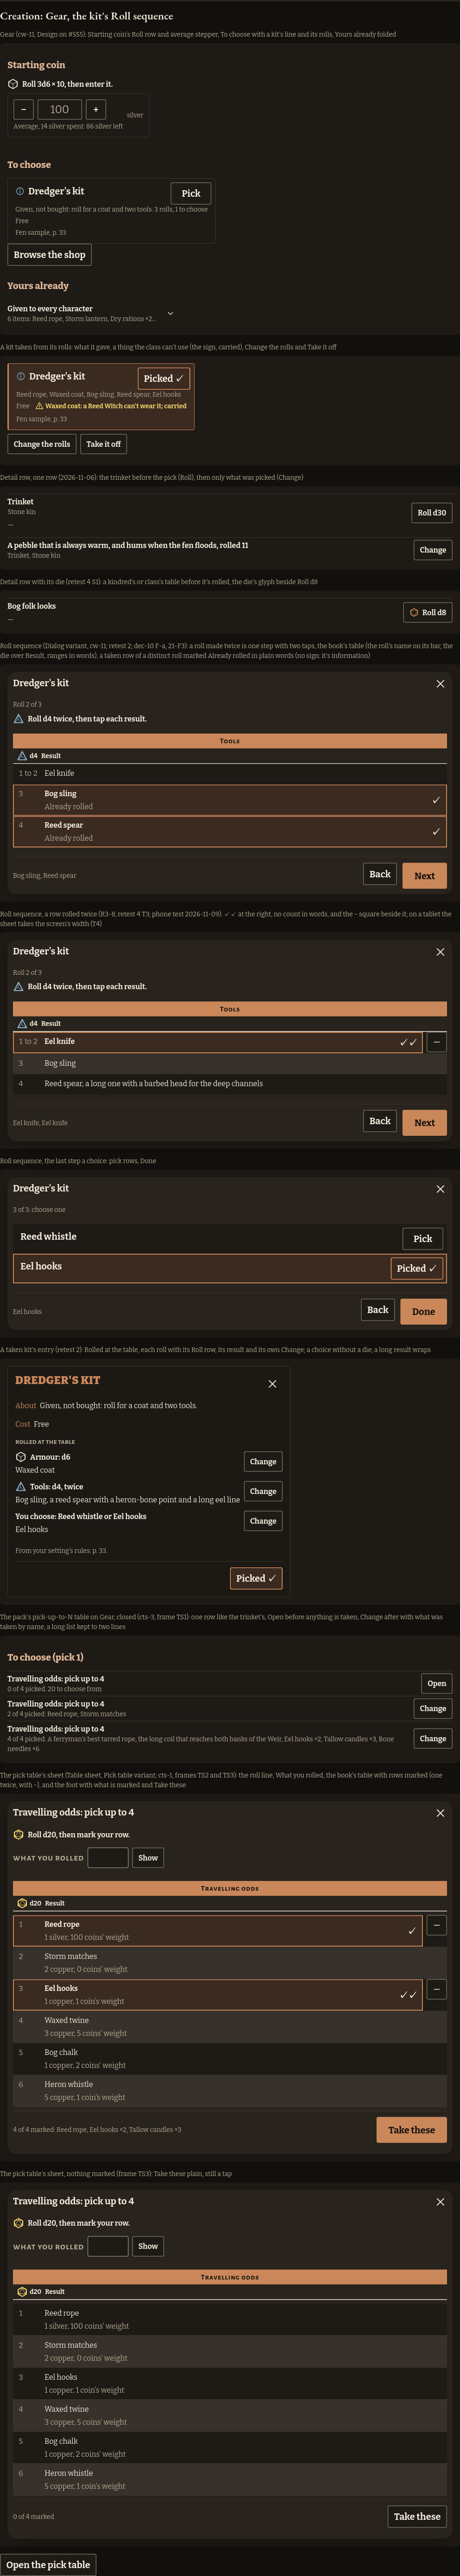 Creation: Gear, the kit's Roll sequence
Gear (cw-11; Design on #555): Starting coin's Roll row and average stepper, To choose with a kit's line and its rolls, Yours already folded
Starting coin
Roll 3d6 × 10, then enter it.
− 100 + silver
Average, 14 silver spent: 86 silver left
To choose
Dredger's kit Pick
Given, not bought: roll for a coat and two tools. 3 rolls, 1 to choose
Free
Fen sample, p. 33
Browse the shop
Yours already
Given to every character
6 items: Reed rope, Storm lantern, Dry rations ×2...
A kit taken from its rolls: what it gave, a thing the class can't use (the sign, carried), Change the rolls and Take it off
Dredger's kit Picked ✓
Reed rope, Waxed coat, Bog sling, Reed spear, Eel hooks
Free Waxed coat: a Reed Witch can't wear it; carried
Fen sample, p. 33
Change the rolls Take it off
Detail row, one row (2026-11-06): the trinket before the pick (Roll), then only what was picked (Change)
Trinket
Stone kin
—
Roll d30
A pebble that is always warm, and hums when the fen floods, rolled 11
Trinket, Stone kin
Change
Detail row with its die (retest 4 S1): a kindred's or class's table before it's rolled, the die's glyph beside Roll d8
Bog folk looks
—
Roll d8
Roll sequence (Dialog variant, cw-11; retest 2; dec-10 F-a, 21-F3): a roll made twice is one step with two taps, the book's table (the roll's name on its bar, the
die over Result, ranges in words), a taken row of a distinct roll marked Already rolled in plain words (no sign: it's information)
Dredger's kit
Roll 2 of 3
Roll d4 twice, then tap each result.
Tools
d4 Result
1 to 2 Eel knife
3 Bog sling ✓
Already rolled
4 Reed spear ✓
Already rolled
Bog sling, Reed spear Back Next
Roll sequence, a row rolled twice (R3-8, retest 4 T3; phone test 2026-11-09): ✓✓ at the right, no count in words, and the − square beside it; on a tablet the
sheet takes the screen's width (T4)
Dredger's kit
Roll 2 of 3
Roll d4 twice, then tap each result.
Tools
d4 Result
1 to 2 Eel knife ✓✓ −
3 Bog sling
4 Reed spear, a long one with a barbed head for the deep channels
Eel knife, Eel knife Back Next
Roll sequence, the last step a choice: pick rows, Done
Dredger's kit
3 of 3: choose one
Reed whistle Pick
Eel hooks Picked ✓
Eel hooks Back Done
A taken kit's entry (retest 2): Rolled at the table, each roll with its Roll row, its result and its own Change; a choice without a die; a long result wraps
DREDGER'S KIT
About Given, not bought: roll for a coat and two tools.
Cost Free
ROLLED AT THE TABLE
Armour: d6
Waxed coat
Change
Tools: d4, twice
Bog sling, a reed spear with a heron-bone point and a long eel line
Change
You choose: Reed whistle or Eel hooks
Eel hooks
Change
From your setting's rules: p. 33.
Picked ✓
The pack's pick-up-to-N table on Gear, closed (cts-3, frame TS1): one row like the trinket's, Open before anything is taken, Change after with what was
taken by name, a long list kept to two lines
To choose (pick 1)
Travelling odds: pick up to 4
0 of 4 picked. 20 to choose from
Open
Travelling odds: pick up to 4
2 of 4 picked: Reed rope, Storm matches
Change
Travelling odds: pick up to 4
4 of 4 picked: A ferryman's best tarred rope, the long coil that reaches both banks of the Weir, Eel hooks ×2, Tallow candles ×3, Bone
needles ×6
Change
The pick table's sheet (Table sheet, Pick table variant; cts-1, frames TS2 and TS3): the roll line, What you rolled, the book's table with rows marked (one
twice, with −), and the foot with what is marked and Take these
Travelling odds: pick up to 4
Roll d20, then mark your row.
WHAT YOU ROLLED Show
Travelling odds
d20 Result
1 Reed rope ✓ −
1 silver, 100 coins' weight
2 Storm matches
2 copper, 0 coins' weight
3 Eel hooks ✓✓ −
1 copper, 1 coin's weight
4 Waxed twine
3 copper, 5 coins' weight
5 Bog chalk
1 copper, 2 coins' weight
6 Heron whistle
5 copper, 1 coin's weight
4 of 4 marked: Reed rope, Eel hooks ×2, Tallow candles ×3 Take these
The pick table's sheet, nothing marked (frame TS3): Take these plain, still a tap
Travelling odds: pick up to 4
Roll d20, then mark your row.
WHAT YOU ROLLED Show
Travelling odds
d20 Result
1 Reed rope
1 silver, 100 coins' weight
2 Storm matches
2 copper, 0 coins' weight
3 Eel hooks
1 copper, 1 coin's weight
4 Waxed twine
3 copper, 5 coins' weight
5 Bog chalk
1 copper, 2 coins' weight
6 Heron whistle
5 copper, 1 coin's weight
0 of 4 marked Take these
Open the pick table